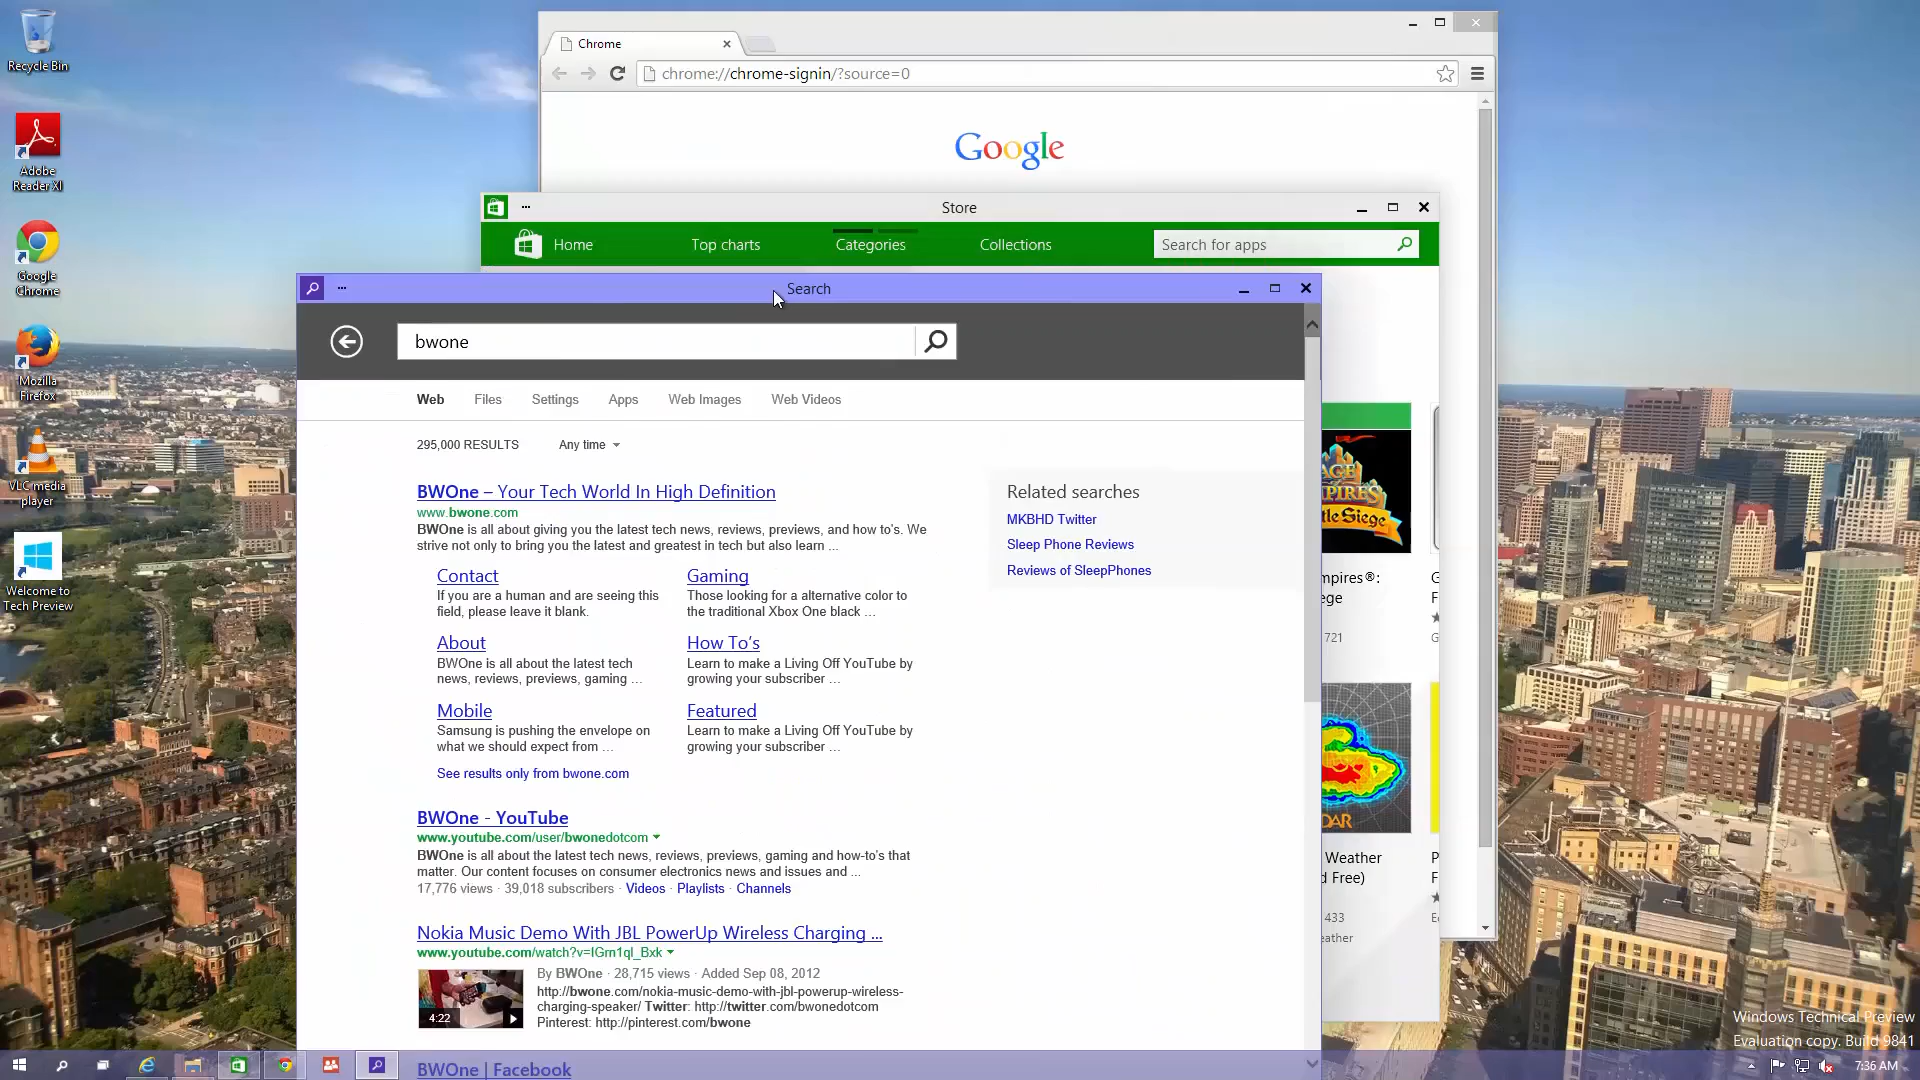 Recycle Bin
Adobe
Reader XI
Google
Chrome
Mozilla
Firefox
VLC media
player
Welcome to
Tech Preview
Chrome
chrome://chrome-signin/?source=0
Google
Store
Home
Top charts
Categories
Collections
Search for apps
Search
bwone
Web
Files
Settings
Apps
Web Images
Web Videos
295,000 RESULTS
Any time
BWOne – Your Tech World In High Definition
www.bwone.com
BWOne is all about giving you the latest tech news, reviews, previews, and how to's. We
strive not only to bring you the latest and greatest in tech but also learn ...
Contact
If you are a human and are seeing this
field, please leave it blank.
Gaming
Those looking for a alternative color to
the traditional Xbox One black ...
About
BWOne is all about the latest tech
news, reviews, previews, gaming ...
How To's
Learn to make a Living Off YouTube by
growing your subscriber ...
Mobile
Samsung is pushing the envelope on
what we should expect from ...
Featured
Learn to make a Living Off YouTube by
growing your subscriber ...
See results only from bwone.com
BWOne - YouTube
www.youtube.com/user/bwonedotcom
BWOne is all about the latest tech news, reviews, previews, gaming and how-to's that
matter. Our content focuses on consumer electronics news and issues and ...
17,776 views · 39,018 subscribers · Videos · Playlists · Channels
Nokia Music Demo With JBL PowerUp Wireless Charging ...
By BWOne · 28,715 views · Added Sep 08, 2012
http://bwone.com/nokia-music-demo-with-jbl-powerup-wireless-
charging-speaker/ Twitter: http://twitter.com/bwonedotcom
Pinterest: http://pinterest.com/bwone
4:22
BWOne | Facebook
Related searches
MKBHD Twitter
Sleep Phone Reviews
Reviews of SleepPhones
mpires®:
ege
721
G
F
G
Weather
d Free)
433
eather
P
F
Windows Technical Preview
Evaluation copy. Build 9841
7:36 AM